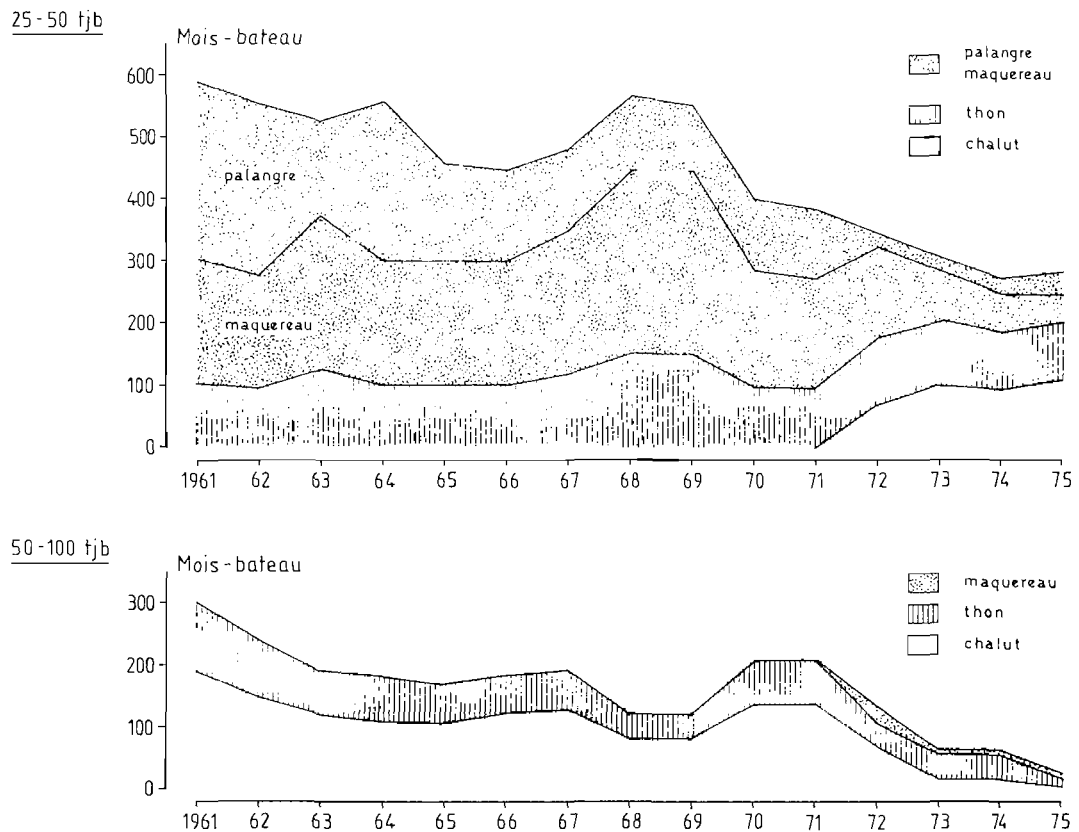 25-50 tjb
Mois-bateau
600
500
400
300
200
100
0
palangre
maquereau
palangre
maquereau
thon
chalut
1961 62 63 64 65 66 67 68 69 70 71 72 73 74 75
50-100 tjb
Mois-bateau
300
200
100
0
maquereau
thon
chalut
1961 62 63 64 65 66 67 68 69 70 71 72 73 74 75